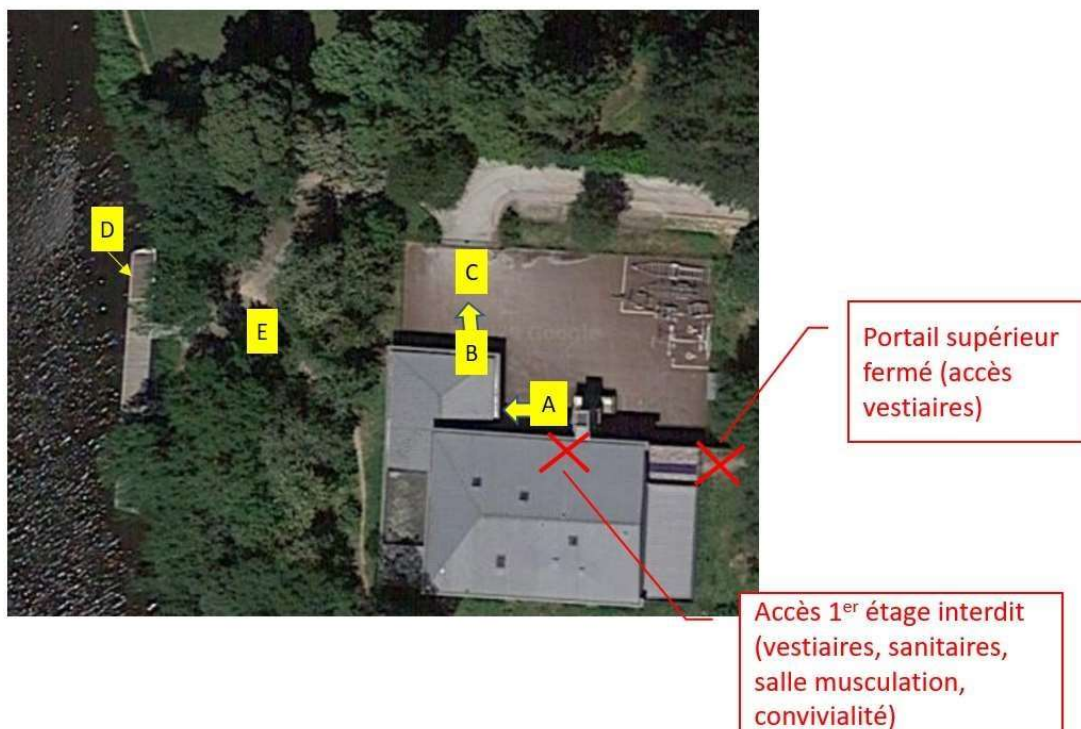 D
C
E
B
A
Portail supérieur
fermé (accès
vestiaires)
Accès 1er étage interdit
(vestiaires, sanitaires,
salle musculation,
convivialité)